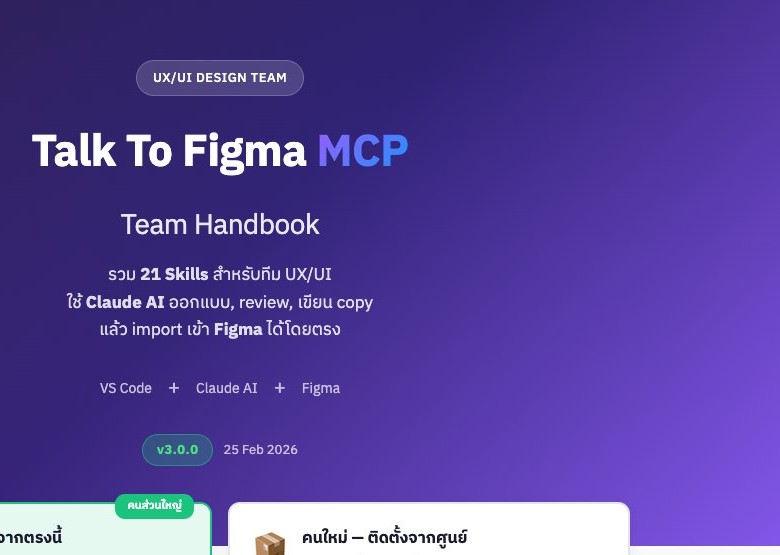 UX/UI DESIGN TEAM
Talk To Figma MCP
Team Handbook
รวม 21 Skills สำหรับทีม UX/UI
ใช้ Claude AI ออกแบบ, review, เขียน copy
แล้ว import เข้า Figma ได้โดยตรง
VS Code + Claude AI + Figma
v3.0.0 25 Feb 2026
คนส่วนใหญ่
จากตรงนี้
คนใหม่ — ติดตั้งจากศูนย์